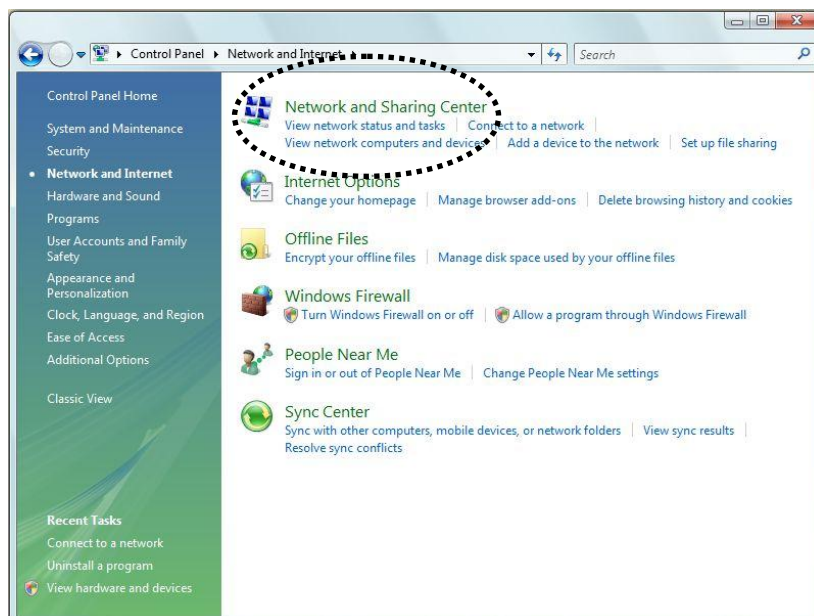 Control Panel ▸ Network and Internet ▸
Search
Control Panel Home
System and Maintenance
Security
• Network and Internet
Hardware and Sound
Programs
User Accounts and Family
Safety
Appearance and
Personalization
Clock, Language, and Region
Ease of Access
Additional Options
Classic View
Recent Tasks
Connect to a network
Uninstall a program
View hardware and devices
Network and Sharing Center
View network status and tasks | Connect to a network |
View network computers and devices | Add a device to the network | Set up file sharing
Internet Options
Change your homepage | Manage browser add-ons | Delete browsing history and cookies
Offline Files
Encrypt your offline files | Manage disk space used by your offline files
Windows Firewall
Turn Windows Firewall on or off | Allow a program through Windows Firewall
People Near Me
Sign in or out of People Near Me | Change People Near Me settings
Sync Center
Sync with other computers, mobile devices, or network folders | View sync results |
Resolve sync conflicts